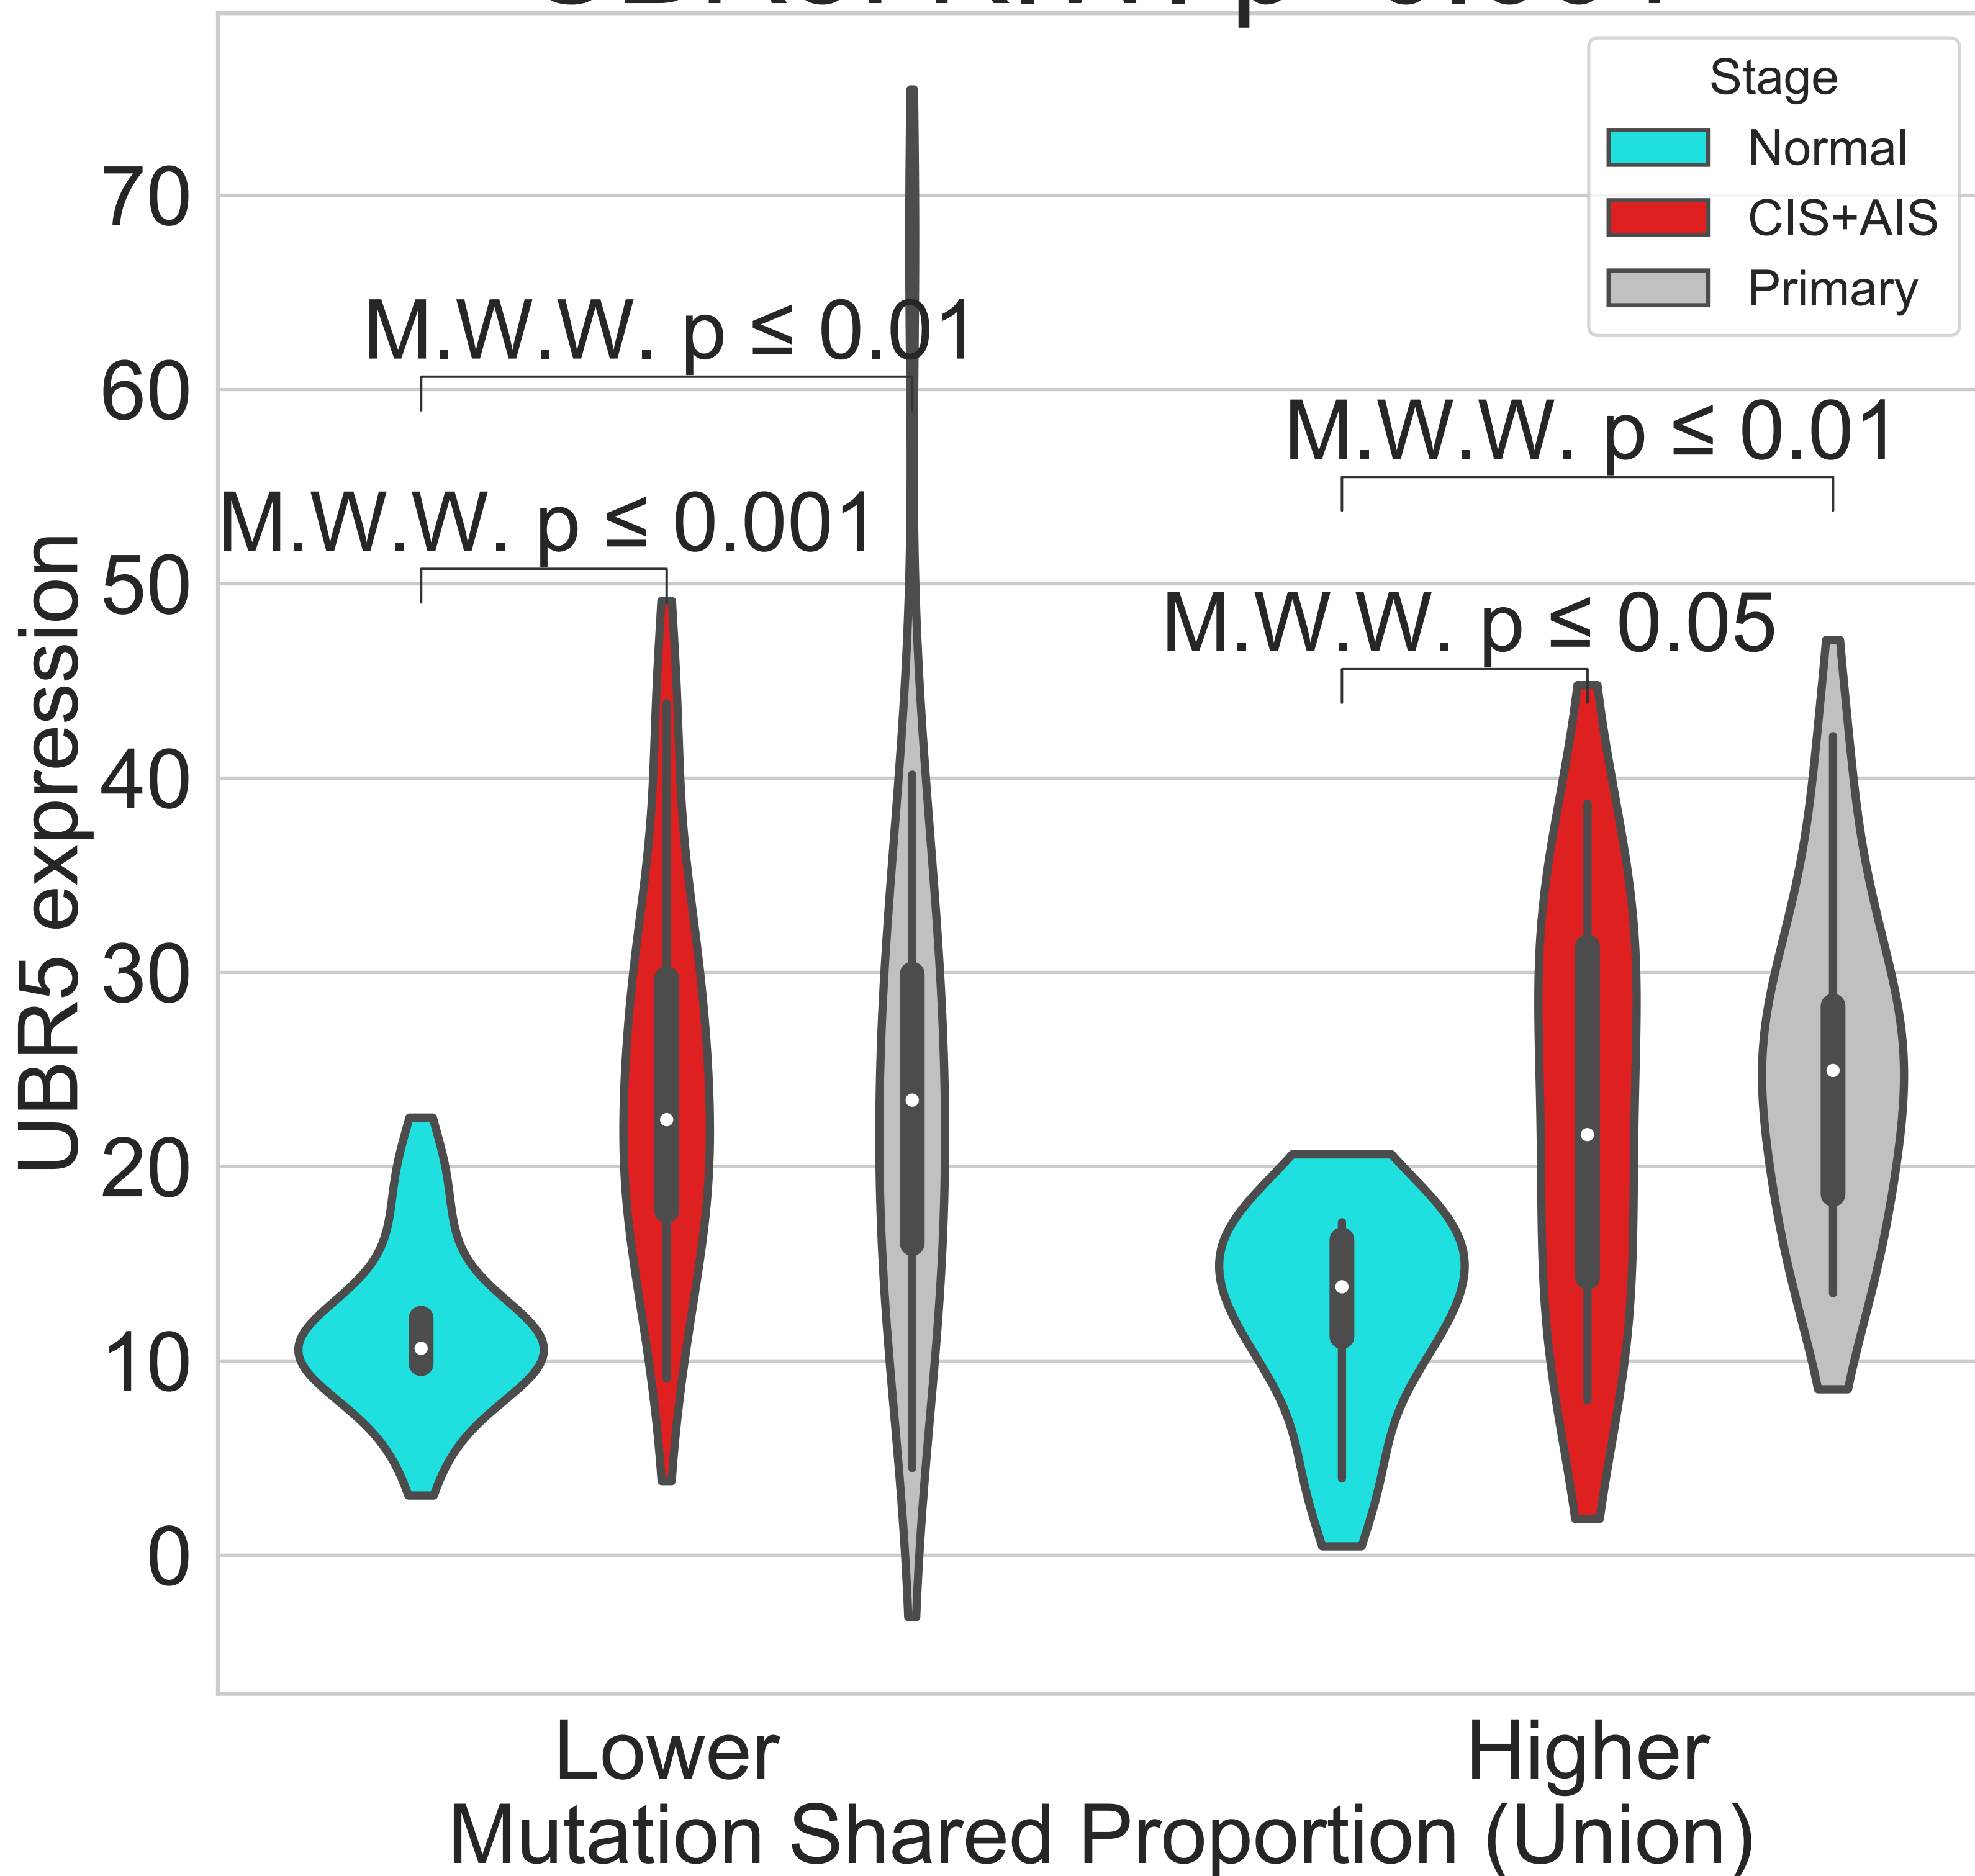 Stage
Normal
CIS+AIS
Primary
70
60
50
40
30
20
10
0
UBR5 expression
M.W.W. p ≤ 0.01
M.W.W. p ≤ 0.001
M.W.W. p ≤ 0.01
M.W.W. p ≤ 0.05
Lower
Higher
Mutation Shared Proportion (Union)